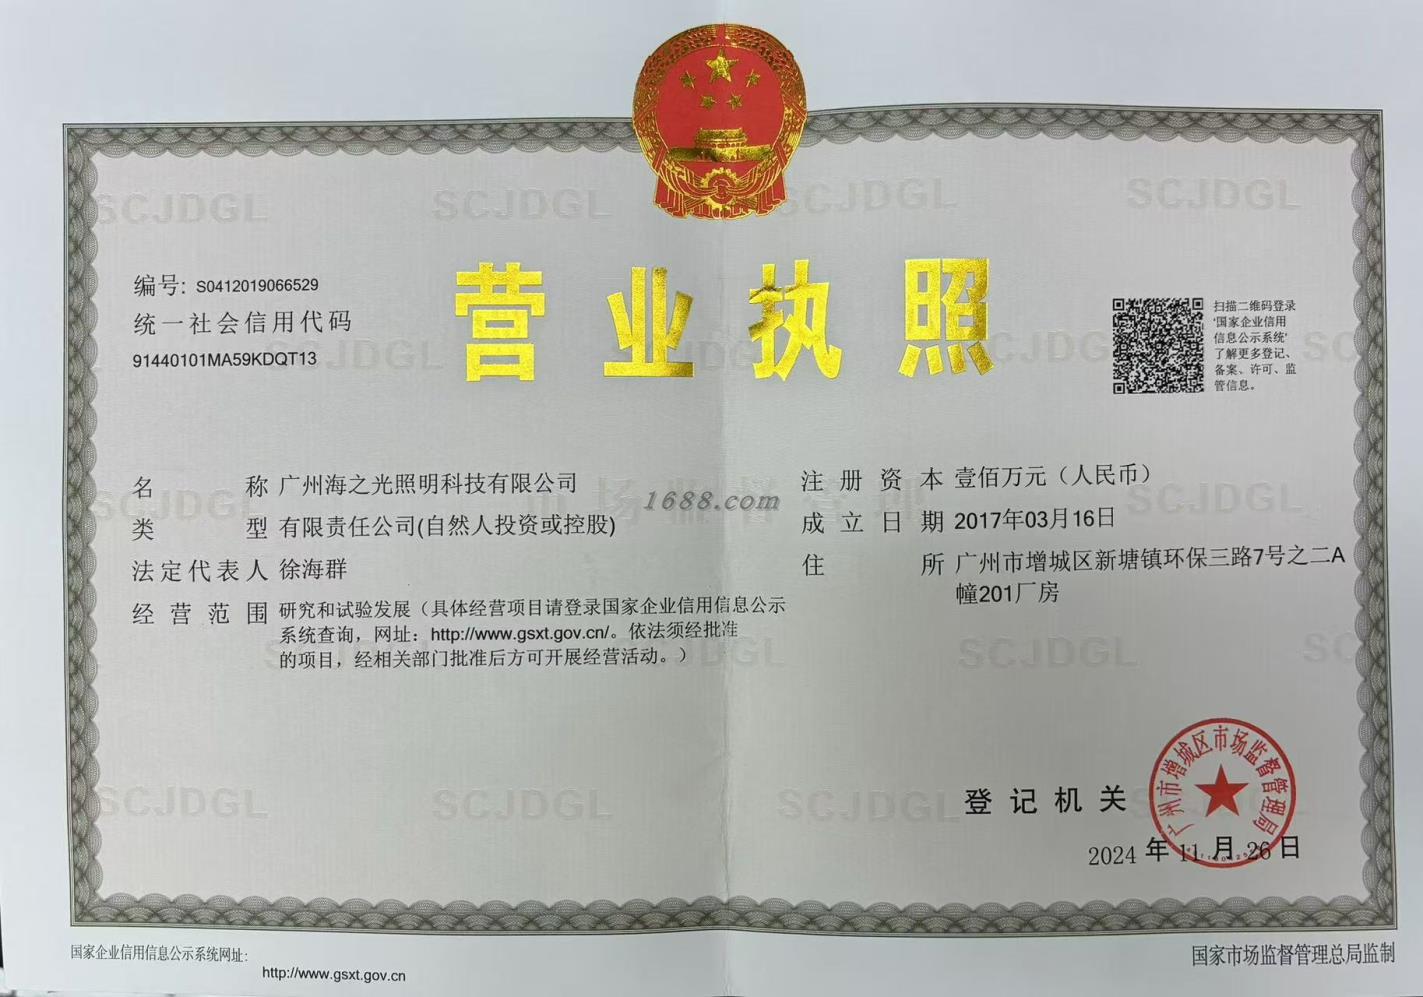 营业执照
编号: S0412019066529
统一社会信用代码
91440101MA59KDQT13
扫描二维码登录
‘国家企业信用
信息公示系统’
了解更多登记、
备案、许可、监
管信息。
名 称 广州海之光照明科技有限公司
类 型 有限责任公司(自然人投资或控股)
法定代表人 徐海群
经营范围 研究和试验发展（具体经营项目请登录国家企业信用信息公示
系统查询，网址：http://www.gsxt.gov.cn/。依法须经批准
的项目，经相关部门批准后方可开展经营活动。）
注册资本 壹佰万元（人民币）
成立日期 2017年03月16日
住 所 广州市增城区新塘镇环保三路7号之二A
幢201厂房
1688.com
登记机关
广州市增城区市场监督管理局
2024 年 11 月 26 日
国家企业信用信息公示系统网址：
http://www.gsxt.gov.cn
国家市场监督管理总局监制
SCJDGL
SCJDGL
SCJDGL
SCJDGL
SCJDGL
SCJDGL
SCJDGL
SCJDGL
SCJDGL
SCJDGL
SCJDGL
SCJDGL